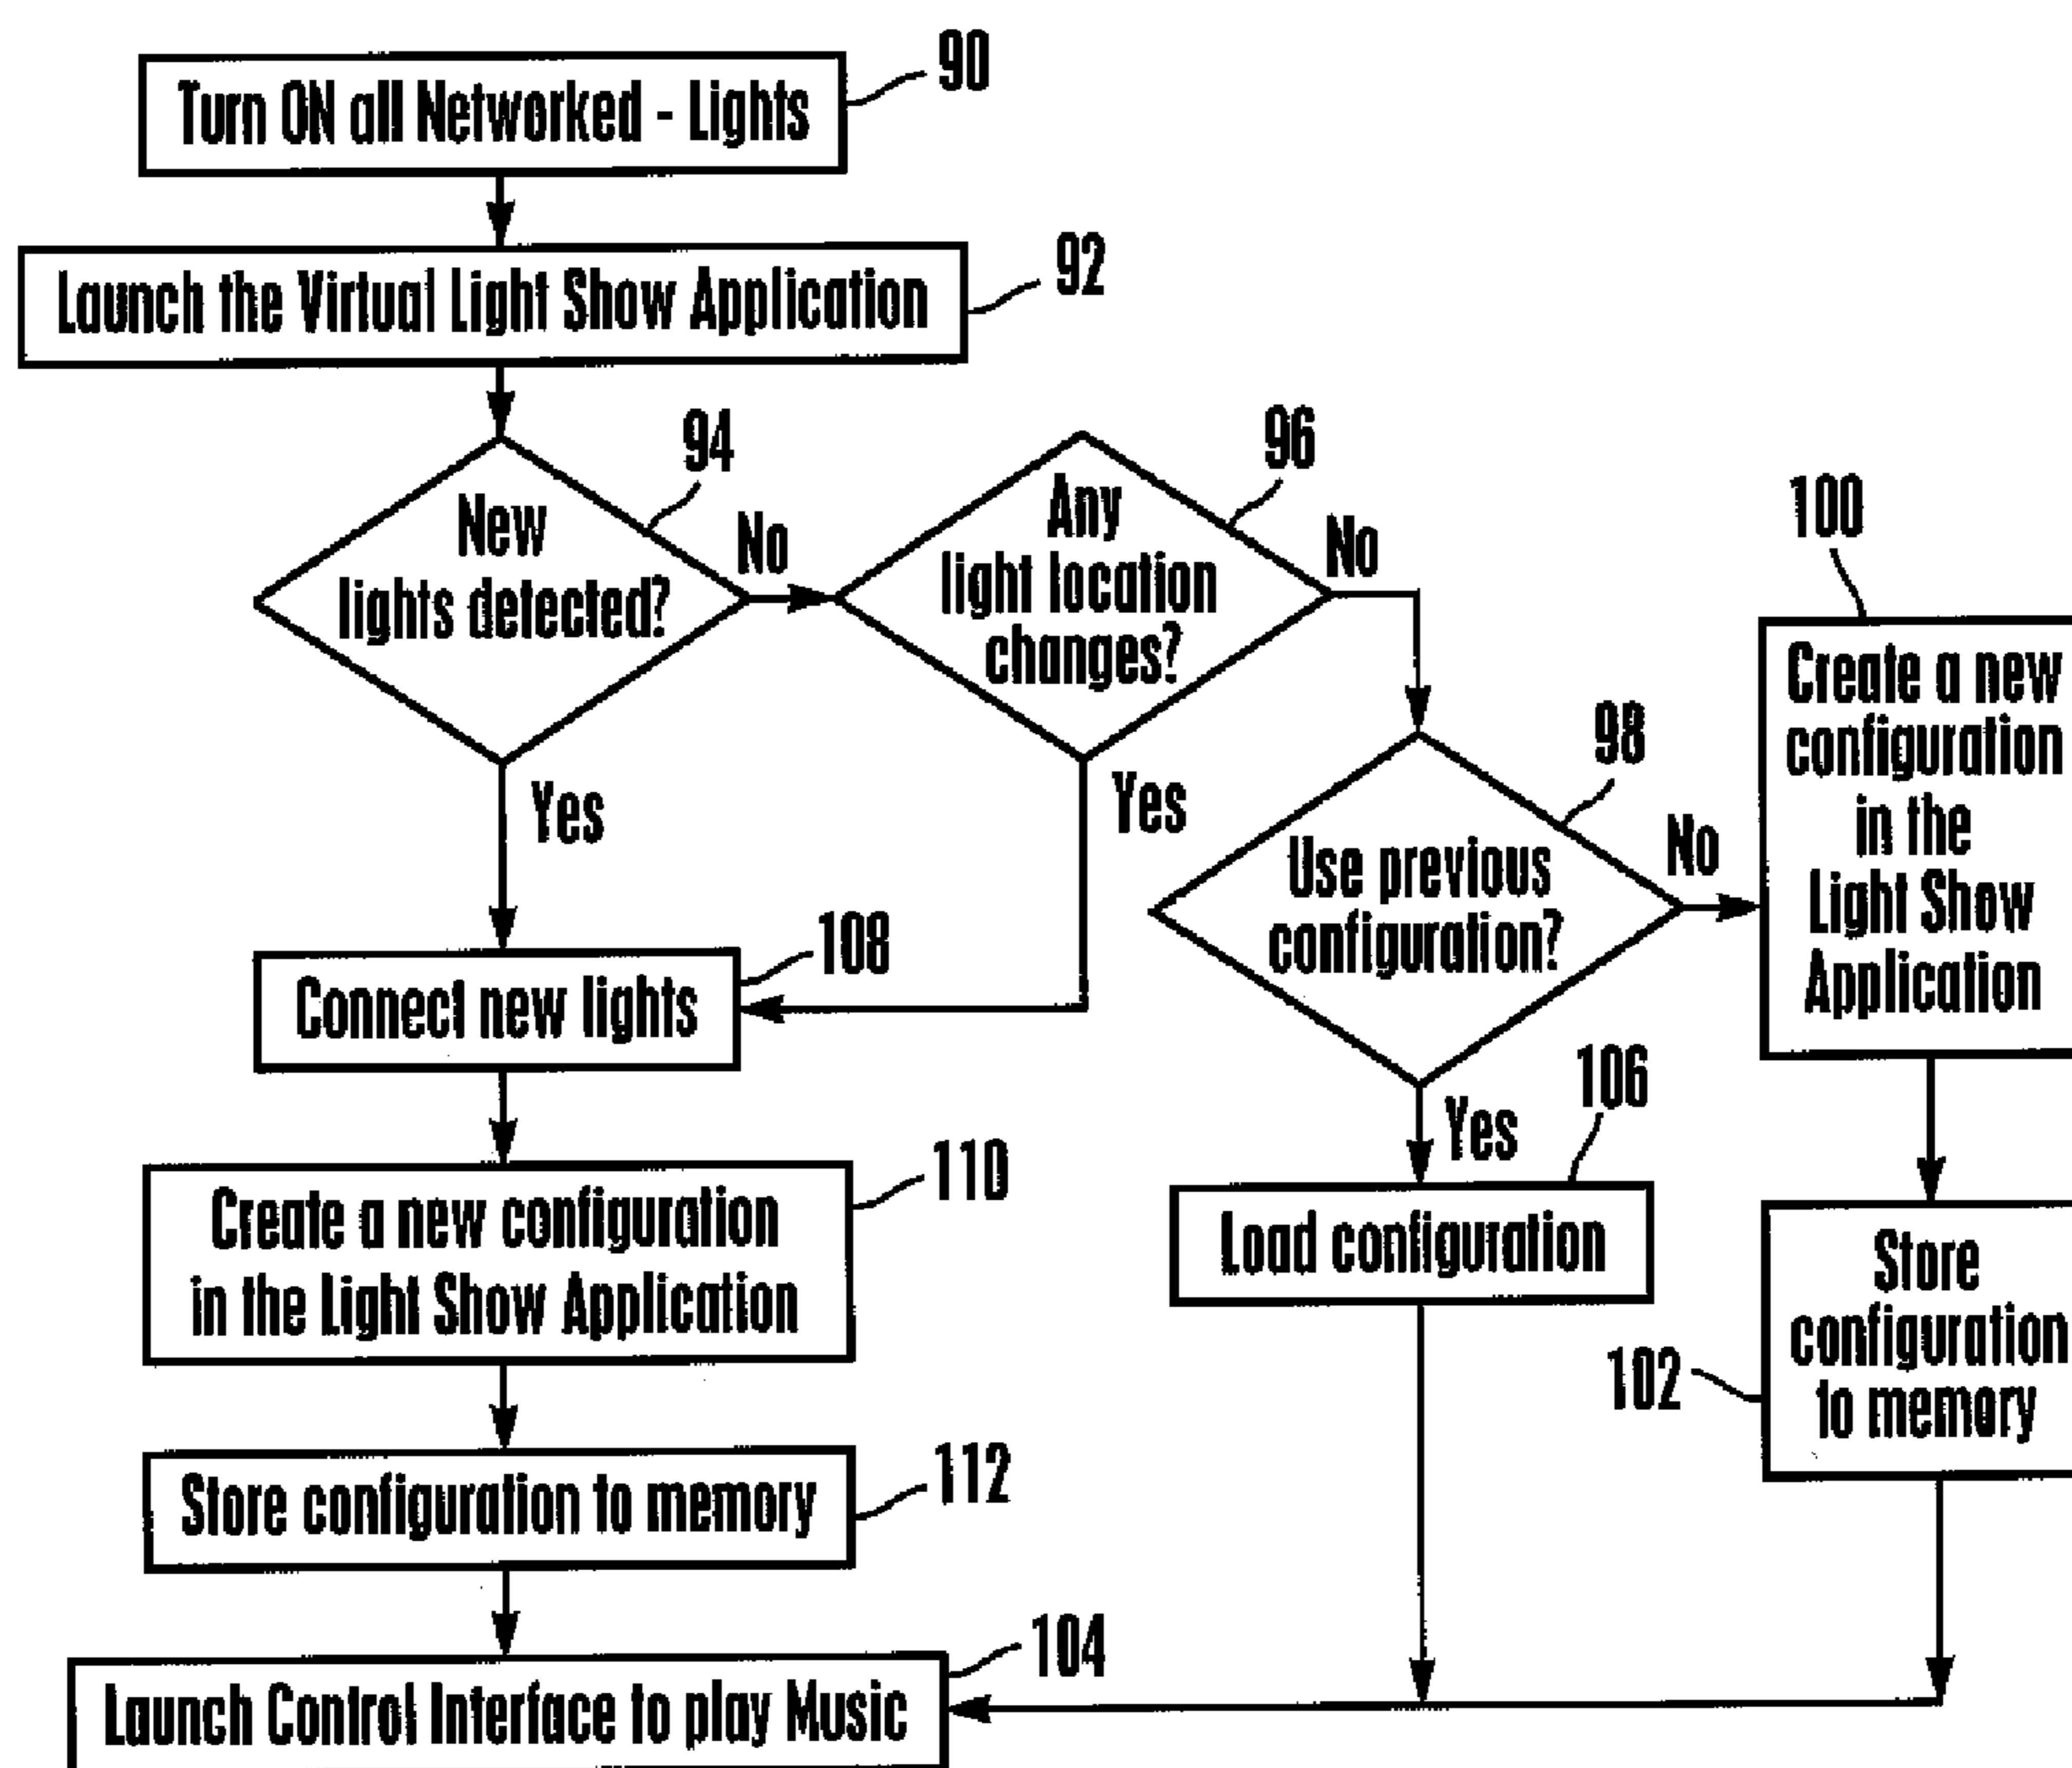 Turn ON all Networked - Lights
90
Launch the Virtual Light Show Application
92
New
lights detected?
94
No
Yes
Any
light location
changes?
96
No
Yes
Use previous
configuration?
98
No
Yes
100
Create a new
configuration
in the
Light Show
Application
Connect new lights
108
106
Load configuration
Create a new configuration
in the Light Show Application
110
Store
configuration
to memory
102
Store configuration to memory
112
Launch Control Interface to play Music
104